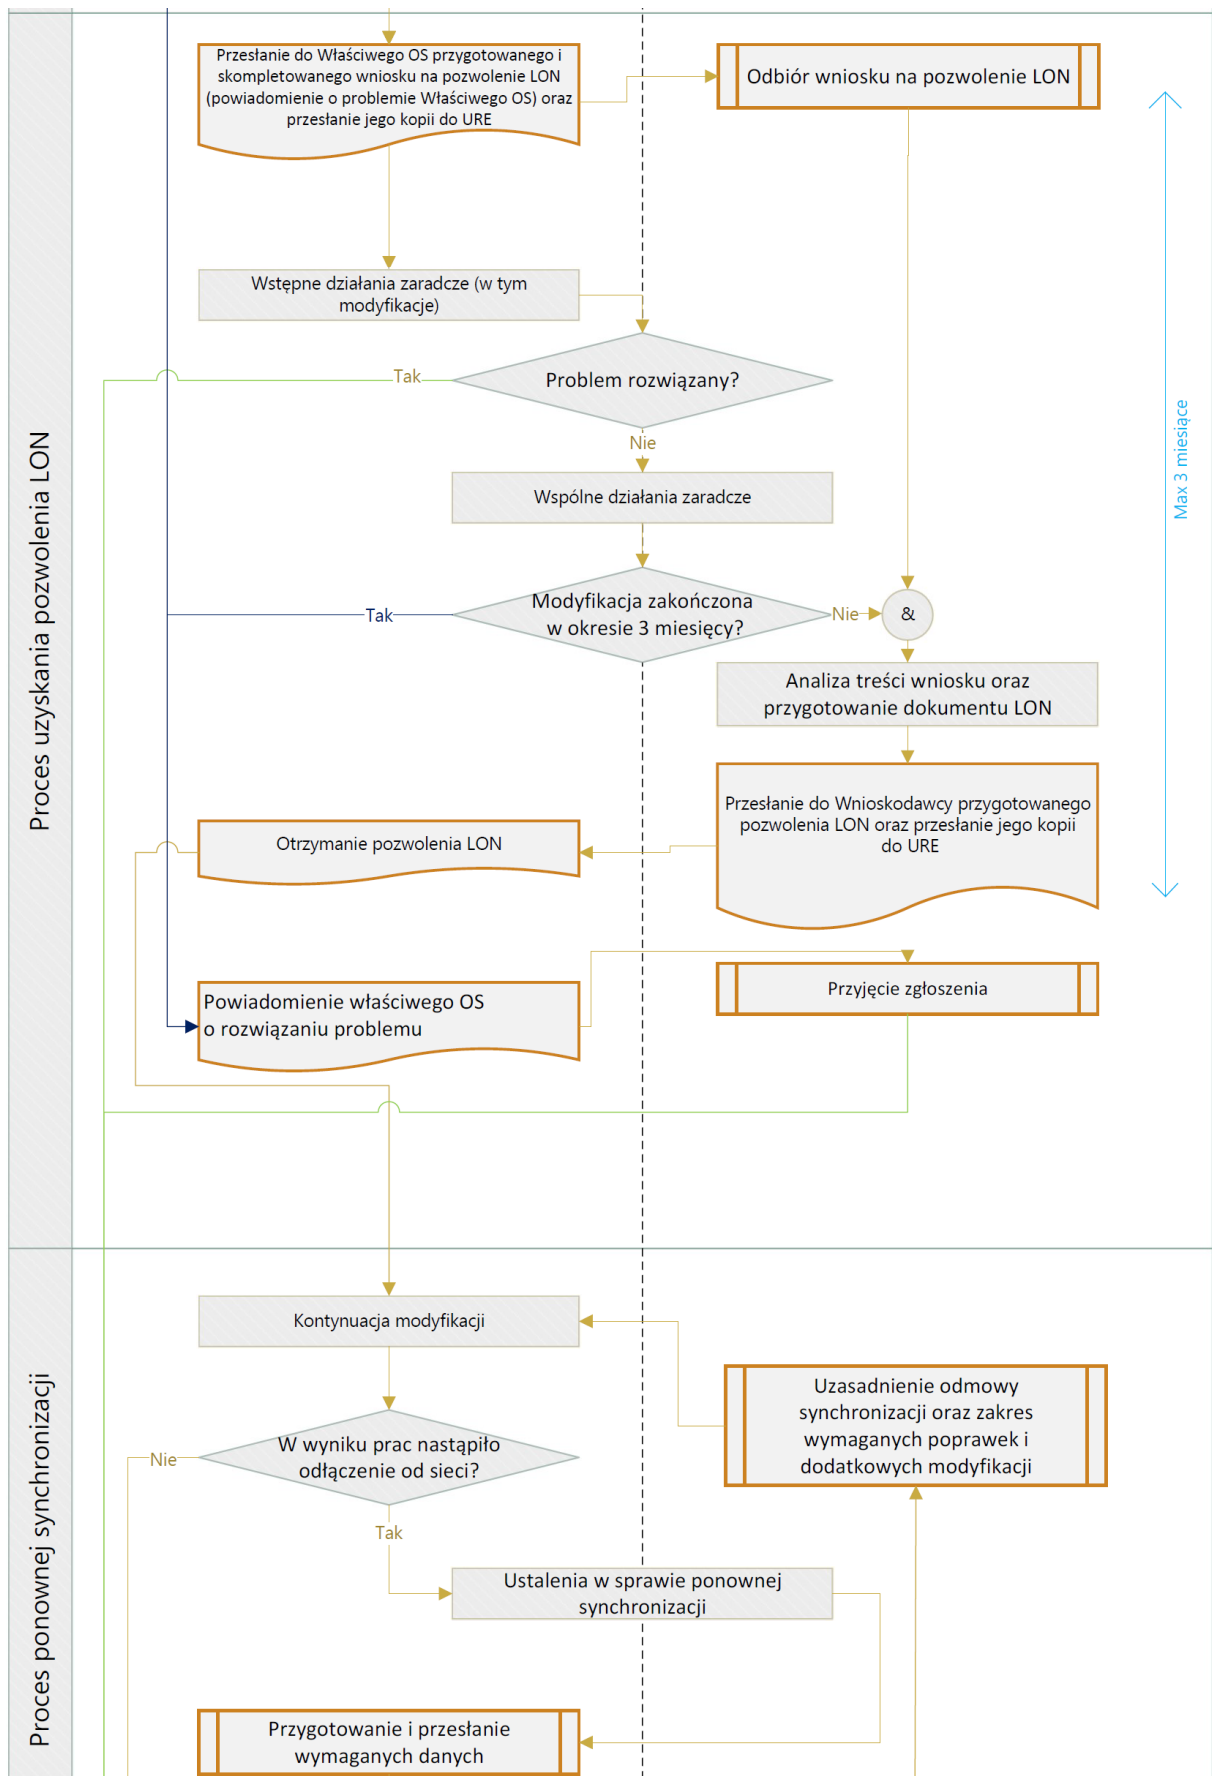 Proces uzyskania pozwolenia LON
Przesłanie do Właściwego OS przygotowanego i
skompletowanego wniosku na pozwolenie LON
(powiadomienie o problemie Właściwego OS) oraz
przesłanie jego kopii do URE
Odbiór wniosku na pozwolenie LON
Wstępne działania zaradcze (w tym
modyfikacje)
Problem rozwiązany?
Tak
Nie
Max 3 miesiące
Wspólne działania zaradcze
Modyfikacja zakończona
w okresie 3 miesięcy?
Tak
Nie
&
Analiza treści wniosku oraz
przygotowanie dokumentu LON
Przesłanie do Wnioskodawcy przygotowanego
pozwolenia LON oraz przesłanie jego kopii
do URE
Otrzymanie pozwolenia LON
Powiadomienie właściwego OS
o rozwiązaniu problemu
Przyjęcie zgłoszenia
Proces ponownej synchronizacji
Kontynuacja modyfikacji
Uzasadnienie odmowy
synchronizacji oraz zakres
wymaganych poprawek i
dodatkowych modyfikacji
W wyniku prac nastąpiło
odłączenie od sieci?
Nie
Tak
Ustalenia w sprawie ponownej
synchronizacji
Przygotowanie i przesłanie
wymaganych danych